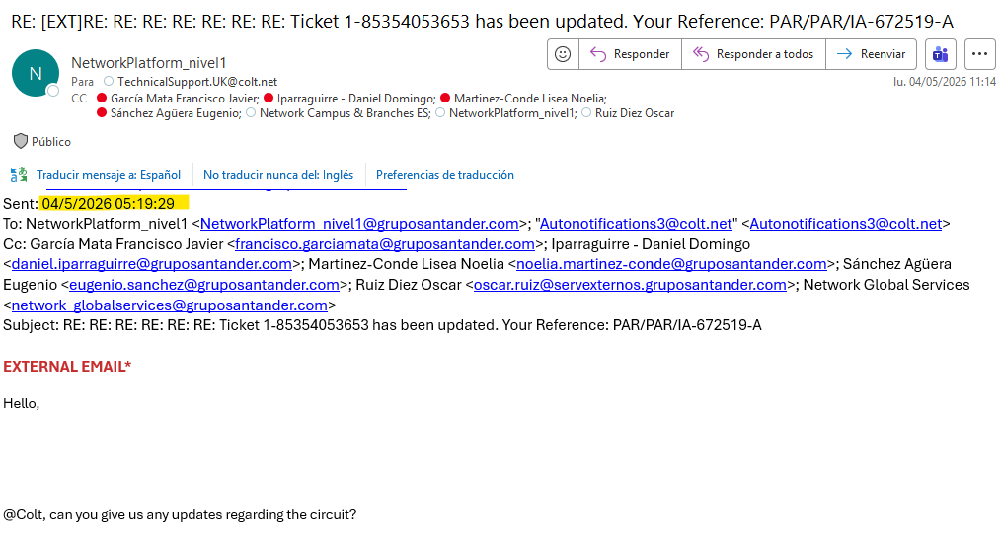 RE: [EXT]RE: RE: RE: RE: RE: RE: RE: Ticket 1-85354053653 has been updated. Your Reference: PAR/PAR/IA-672519-A
N
NetworkPlatform_nivel1
Para TechnicalSupport.UK@colt.net
CC García Mata Francisco Javier; Iparraguirre - Daniel Domingo; Martinez-Conde Lisea Noelia;
Sánchez Agüera Eugenio; Network Campus & Branches ES; NetworkPlatform_nivel1; Ruiz Diez Oscar
Responder
Responder a todos
Reenviar
lu. 04/05/2026 11:14
Público
Traducir mensaje a: Español
No traducir nunca del: Inglés
Preferencias de traducción
Sent: 04/5/2026 05:19:29
To: NetworkPlatform_nivel1 <NetworkPlatform_nivel1@gruposantander.com>; "Autonotifications3@colt.net" <Autonotifications3@colt.net>
Cc: García Mata Francisco Javier <francisco.garciamata@gruposantander.com>; Iparraguirre - Daniel Domingo
<daniel.iparraguirre@gruposantander.com>; Martinez-Conde Lisea Noelia <noelia.martinez-conde@gruposantander.com>; Sánchez Agüera
Eugenio <eugenio.sanchez@gruposantander.com>; Ruiz Diez Oscar <oscar.ruiz@servexternos.gruposantander.com>; Network Global Services
<network_globalservices@gruposantander.com>
Subject: RE: RE: RE: RE: RE: RE: Ticket 1-85354053653 has been updated. Your Reference: PAR/PAR/IA-672519-A
EXTERNAL EMAIL*
Hello,
@Colt, can you give us any updates regarding the circuit?